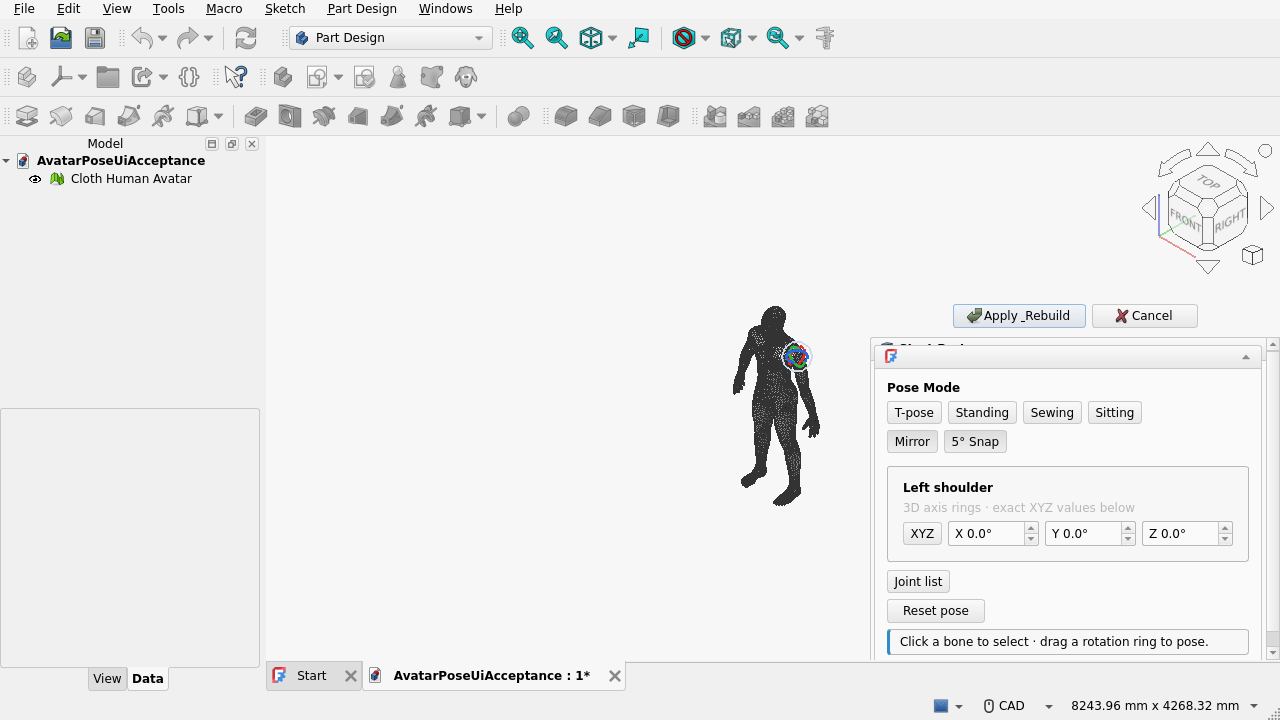 File Edit View Tools Macro Sketch Part Design Windows Help
Part Design
Model
AvatarPoseUiAcceptance
Cloth Human Avatar
TOP
FRONT RIGHT
Apply _Rebuild Cancel
Pose Mode
T-pose Standing Sewing Sitting
Mirror 5° Snap
Left shoulder
3D axis rings · exact XYZ values below
XYZ X 0.0° Y 0.0° Z 0.0°
Joint list
Reset pose
Click a bone to select · drag a rotation ring to pose.
View Data
Start AvatarPoseUiAcceptance : 1*
CAD 8243.96 mm x 4268.32 mm